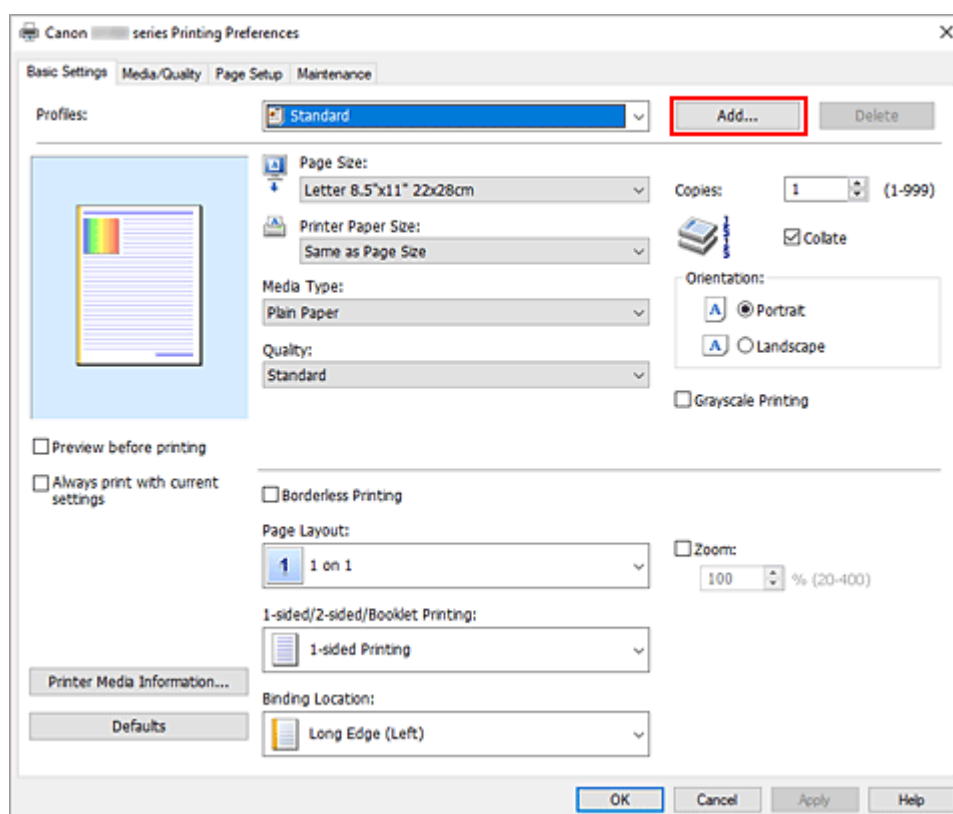 Canon series Printing Preferences
Basic Settings Media/Quality Page Setup Maintenance
Profiles: Standard Add... Delete
Page Size:
Letter 8.5"x11" 22x28cm
Copies: 1 (1-999)
Printer Paper Size:
Same as Page Size
Collate
Media Type:
Plain Paper
Orientation:
Portrait
Landscape
Quality:
Standard
Grayscale Printing
Preview before printing
Always print with current
settings
Borderless Printing
Page Layout:
1 on 1
Zoom:
100 % (20-400)
1-sided/2-sided/Booklet Printing:
1-sided Printing
Printer Media Information...
Defaults
Binding Location:
Long Edge (Left)
OK Cancel Apply Help